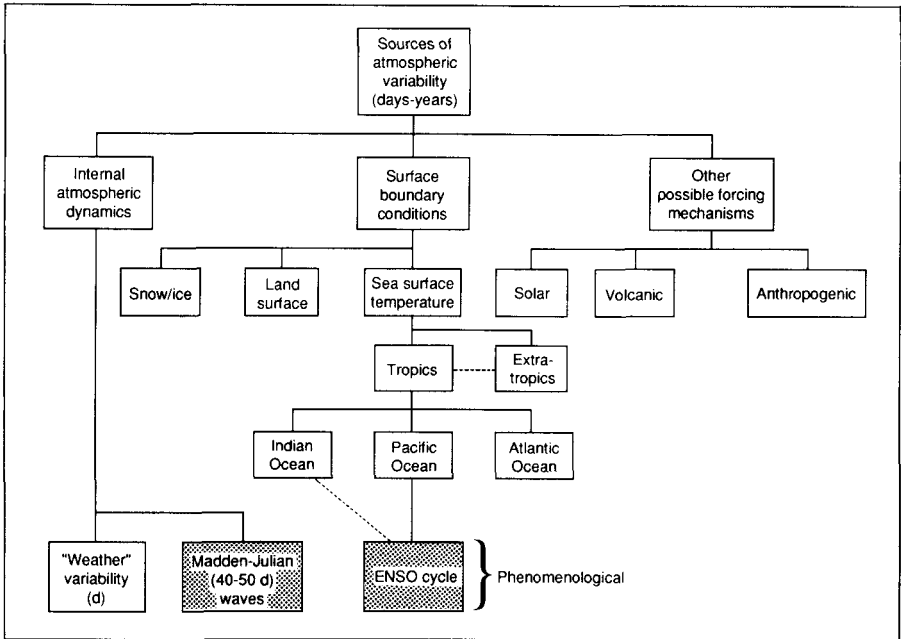 Sources of
atmospheric
variability
(days-years)
Internal
atmospheric
dynamics
Surface
boundary
conditions
Other
possible forcing
mechanisms
Snow/ice
Land
surface
Sea surface
temperature
Solar
Volcanic
Anthropogenic
Tropics
Extra-
tropics
Indian
Ocean
Pacific
Ocean
Atlantic
Ocean
"Weather"
variability
(d)
Madden-Julian
(40-50 d)
waves
ENSO cycle
Phenomenological